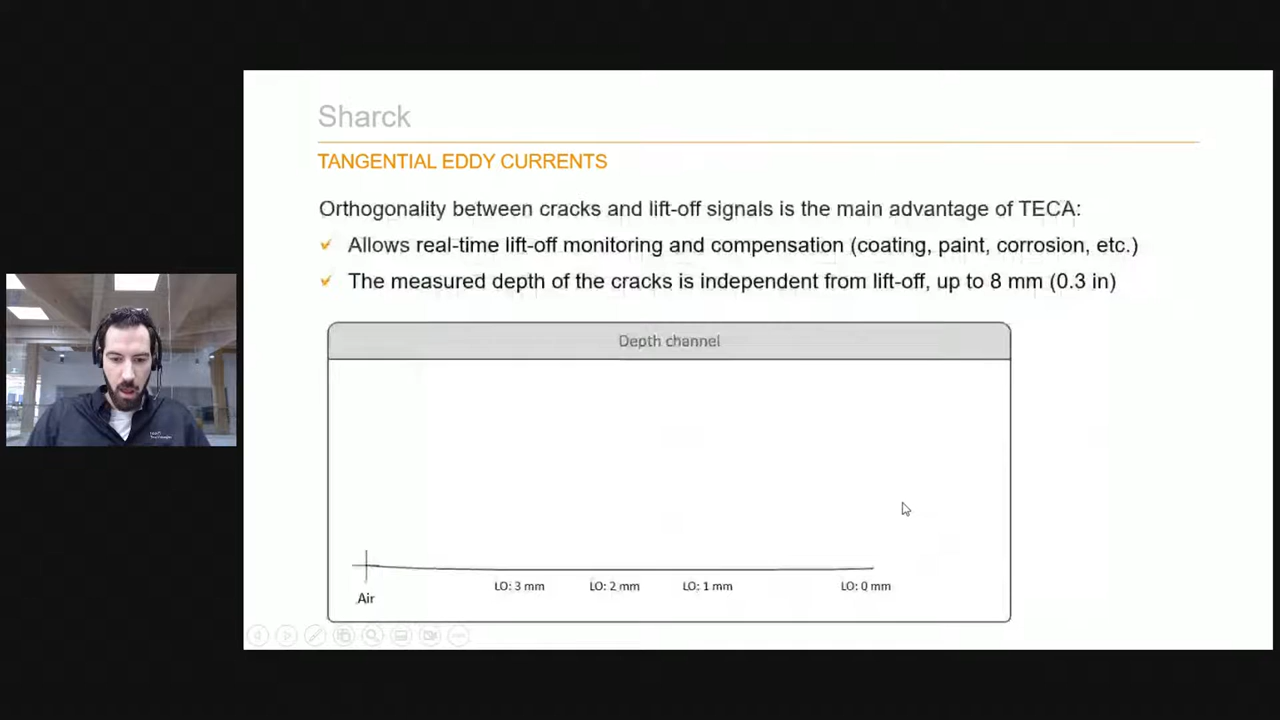 Sharck
TANGENTIAL EDDY CURRENTS
Orthogonality between cracks and lift-off signals is the main advantage of TECA:
Allows real-time lift-off monitoring and compensation (coating, paint, corrosion, etc.)
The measured depth of the cracks is independent from lift-off, up to 8 mm (0.3 in)
Depth channel
LO: 3 mm LO: 2 mm LO: 1 mm LO: 0 mm
Air